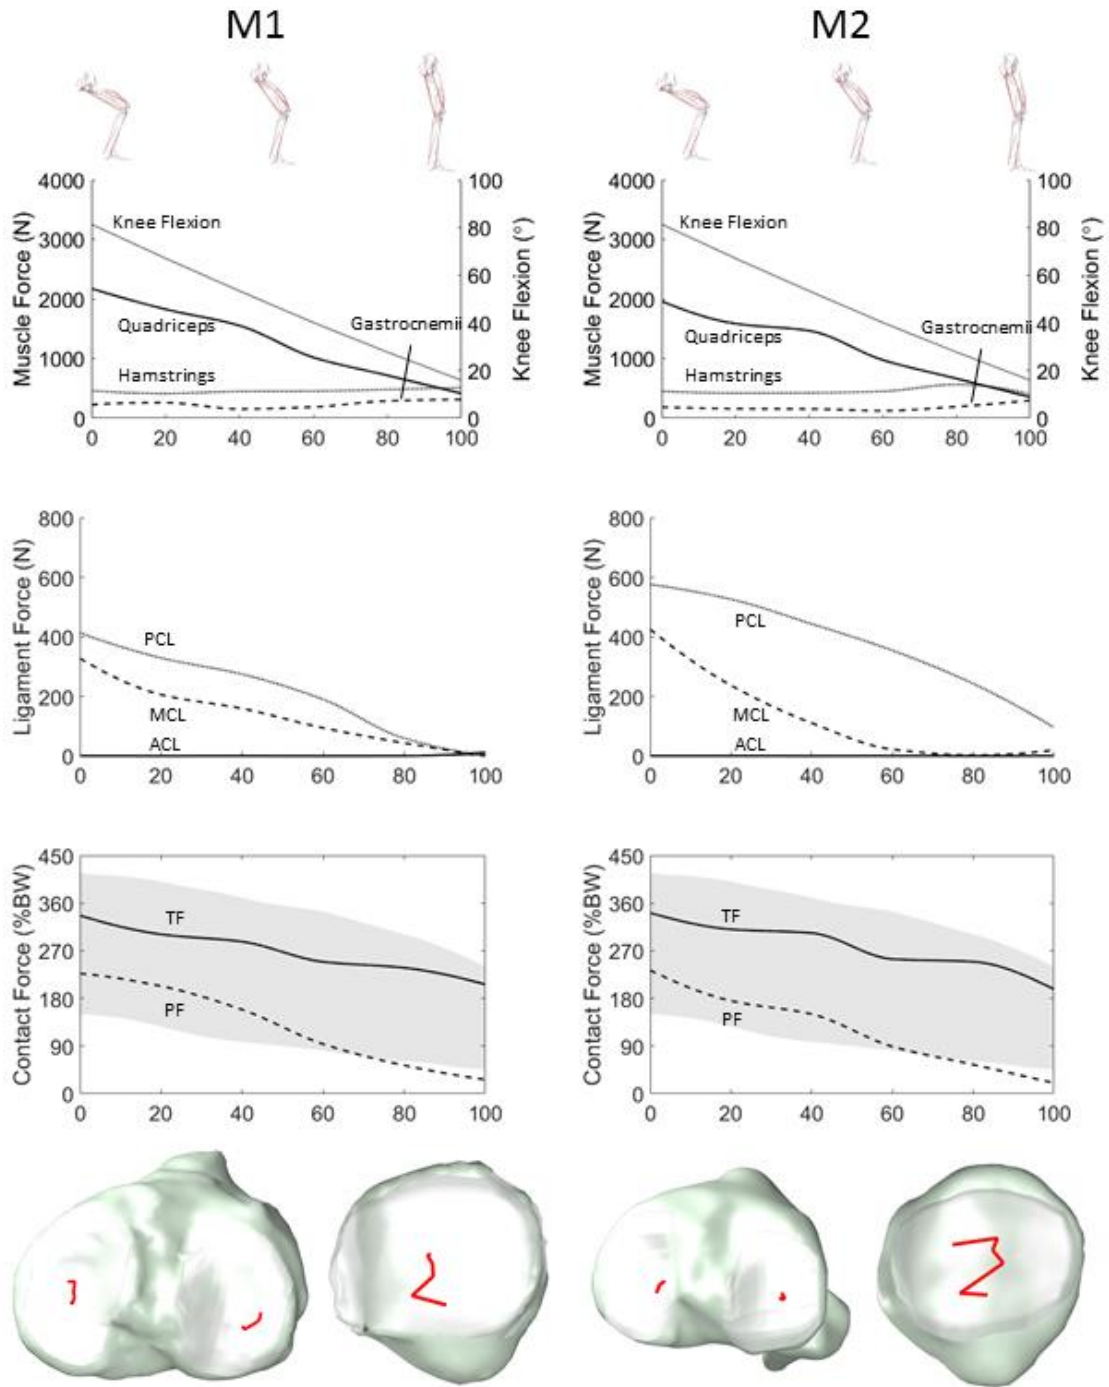 M1 M2
4000 100 4000 100
Knee Flexion Knee Flexion
3000 80 3000 80
60 60
2000 2000
Quadriceps Gastrocnemii Quadriceps Gastrocnemii
40 40
1000 Hamstrings 20 1000 Hamstrings 20
0 0 0 0
0 20 40 60 80 100 0 20 40 60 80 100
Muscle Force (N) Knee Flexion (°) Muscle Force (N) Knee Flexion (°)
800 800
600 600
PCL PCL
400 400
200 200
MCL MCL
ACL ACL
0 0
0 20 40 60 80 100 0 20 40 60 80 100
Ligament Force (N) Ligament Force (N)
450 450
360 360
TF TF
270 270
180 180
PF PF
90 90
0 0
0 20 40 60 80 100 0 20 40 60 80 100
Contact Force (%BW) Contact Force (%BW)